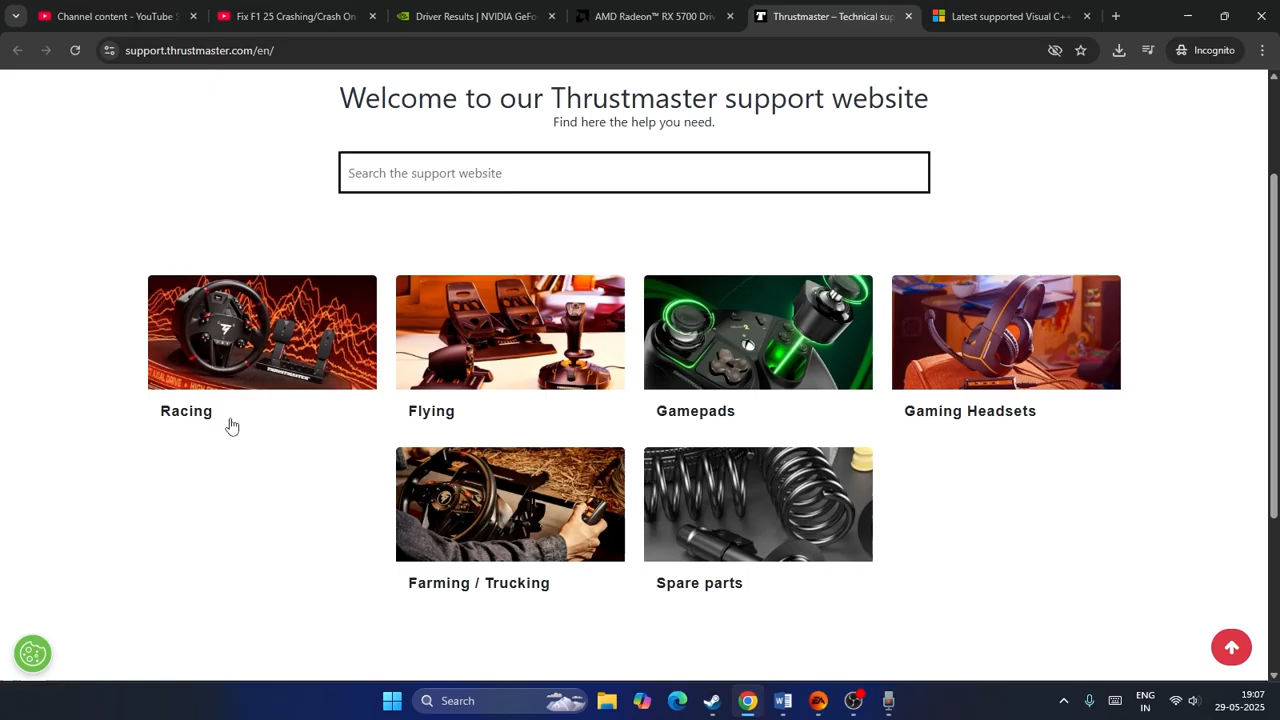 Channel content - YouTube S
Fix F1 25 Crashing/Crash On
Driver Results | NVIDIA GeFo
AMD Radeon™ RX 5700 Driv
Thrustmaster – Technical sup
Latest supported Visual C++
support.thrustmaster.com/en/
Incognito
Welcome to our Thrustmaster support website
Find here the help you need.
Search the support website
Racing
Flying
Gamepads
Gaming Headsets
Farming / Trucking
Spare parts
Search
ENG
IN
19:07
29-05-2025